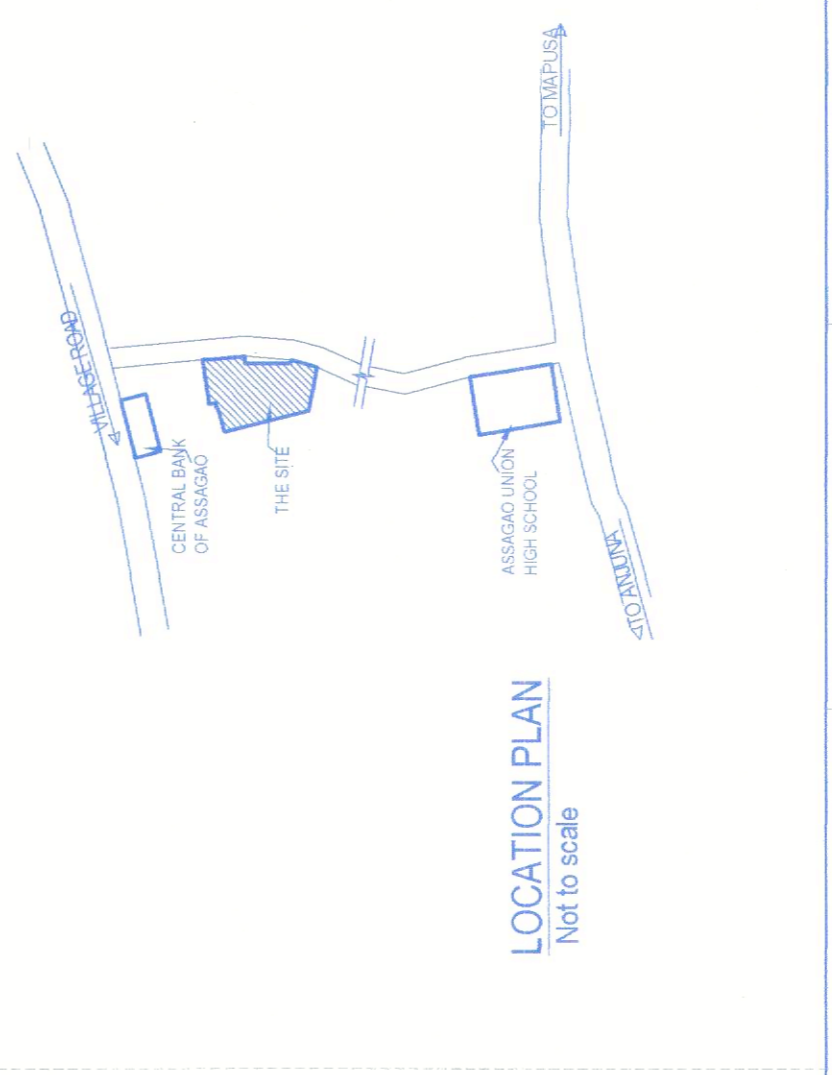 VILLAGE ROAD
CENTRAL BANK
OF ASSAGAO
THE SITE
ASSAGAO UNION
HIGH SCHOOL
TO MAPUSA
TO ANJUNA
LOCATION PLAN
Not to scale